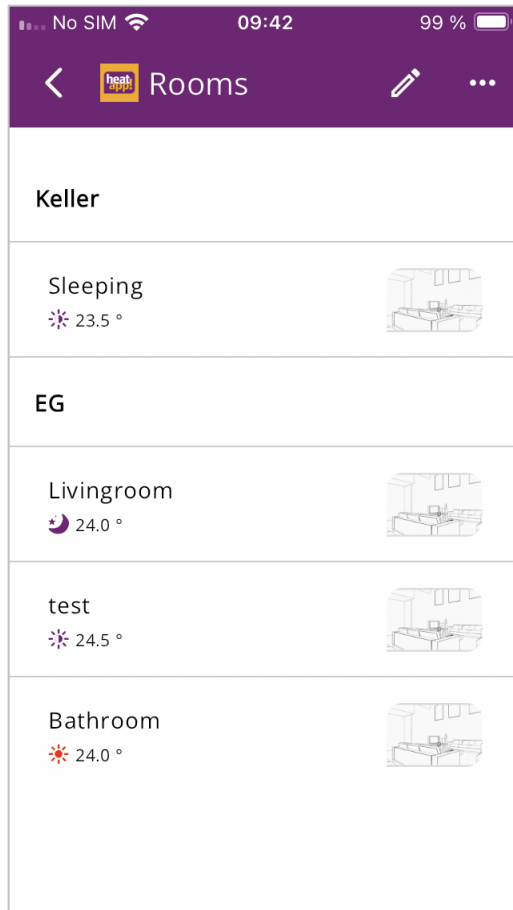 No SIM 09:42 99 %
heat app! Rooms
Keller
Sleeping
23.5 °
EG
Livingroom
24.0 °
test
24.5 °
Bathroom
24.0 °